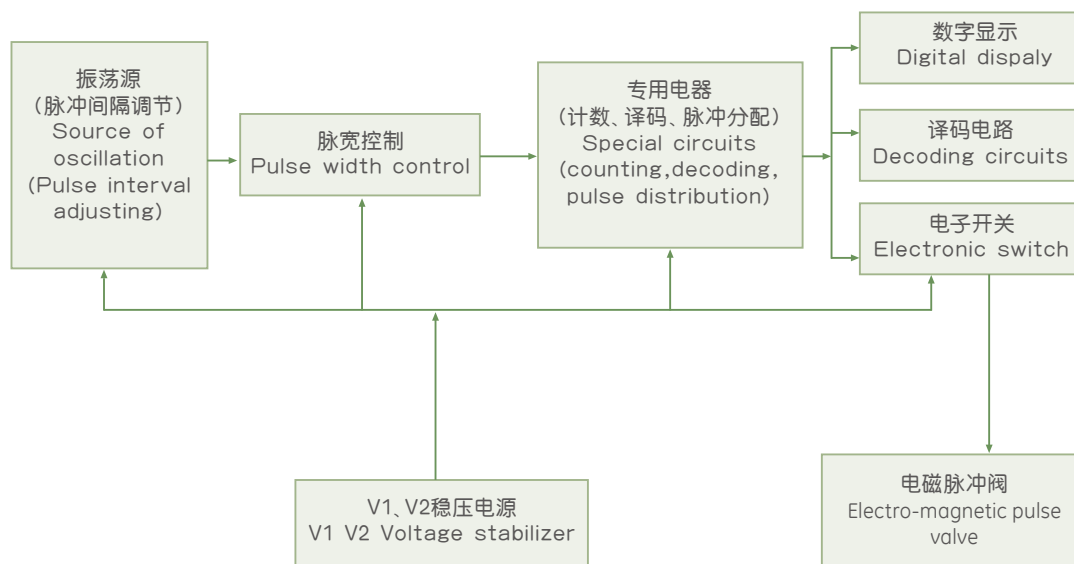 振荡源
（脉冲间隔调节）
Source of
oscillation
(Pulse interval
adjusting)
脉宽控制
Pulse width control
专用电器
（计数、译码、脉冲分配）
Special circuits
(counting,decoding,
pulse distribution)
数字显示
Digital dispaly
译码电路
Decoding circuits
电子开关
Electronic switch
V1、V2稳压电源
V1 V2 Voltage stabilizer
电磁脉冲阀
Electro-magnetic pulse
valve